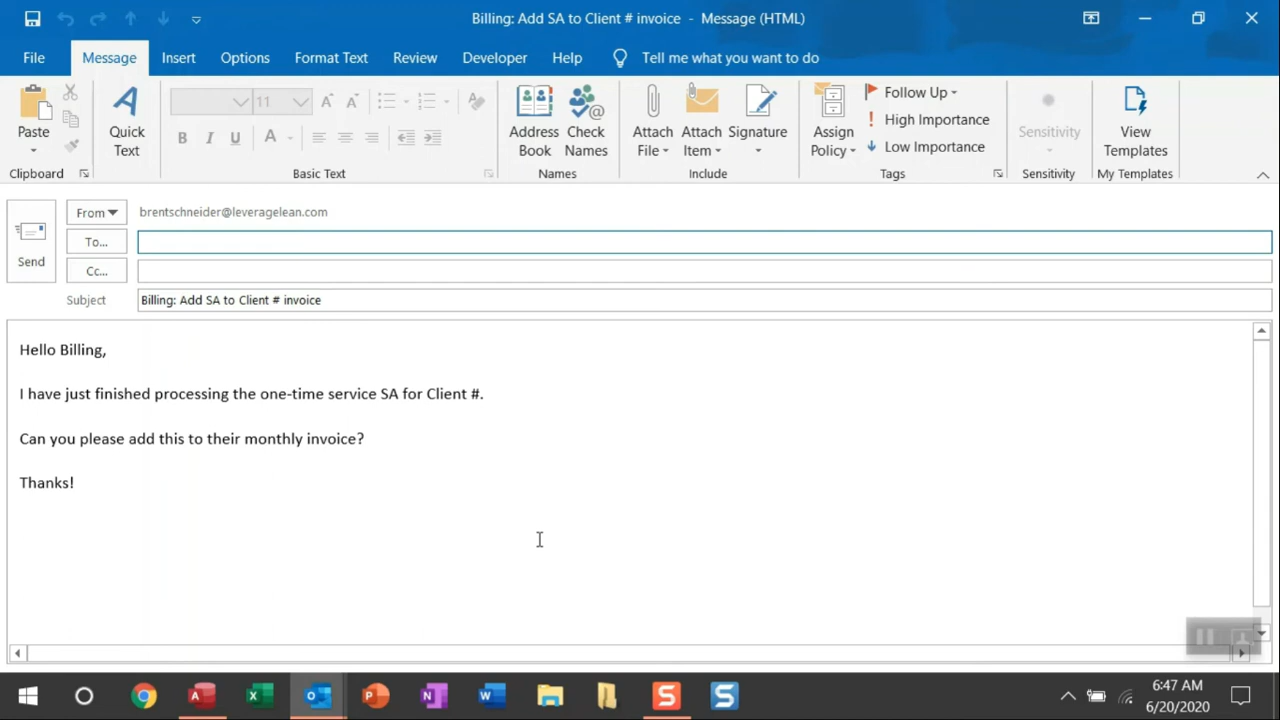 Billing: Add SA to Client # invoice - Message (HTML)
File Message Insert Options Format Text Review Developer Help Tell me what you want to do
Paste
Clipboard
Quick
Text
11
B I U A
Basic Text
Address
Book
Check
Names
Names
Attach
File
Attach
Item
Signature
Include
Assign
Policy
Follow Up
High Importance
Low Importance
Tags
Sensitivity
Sensitivity
View
Templates
My Templates
Send
From brentschneider@leveragelean.com
To...
Cc...
Subject Billing: Add SA to Client # invoice
Hello Billing,
I have just finished processing the one-time service SA for Client #.
Can you please add this to their monthly invoice?
Thanks!
6:47 AM
6/20/2020